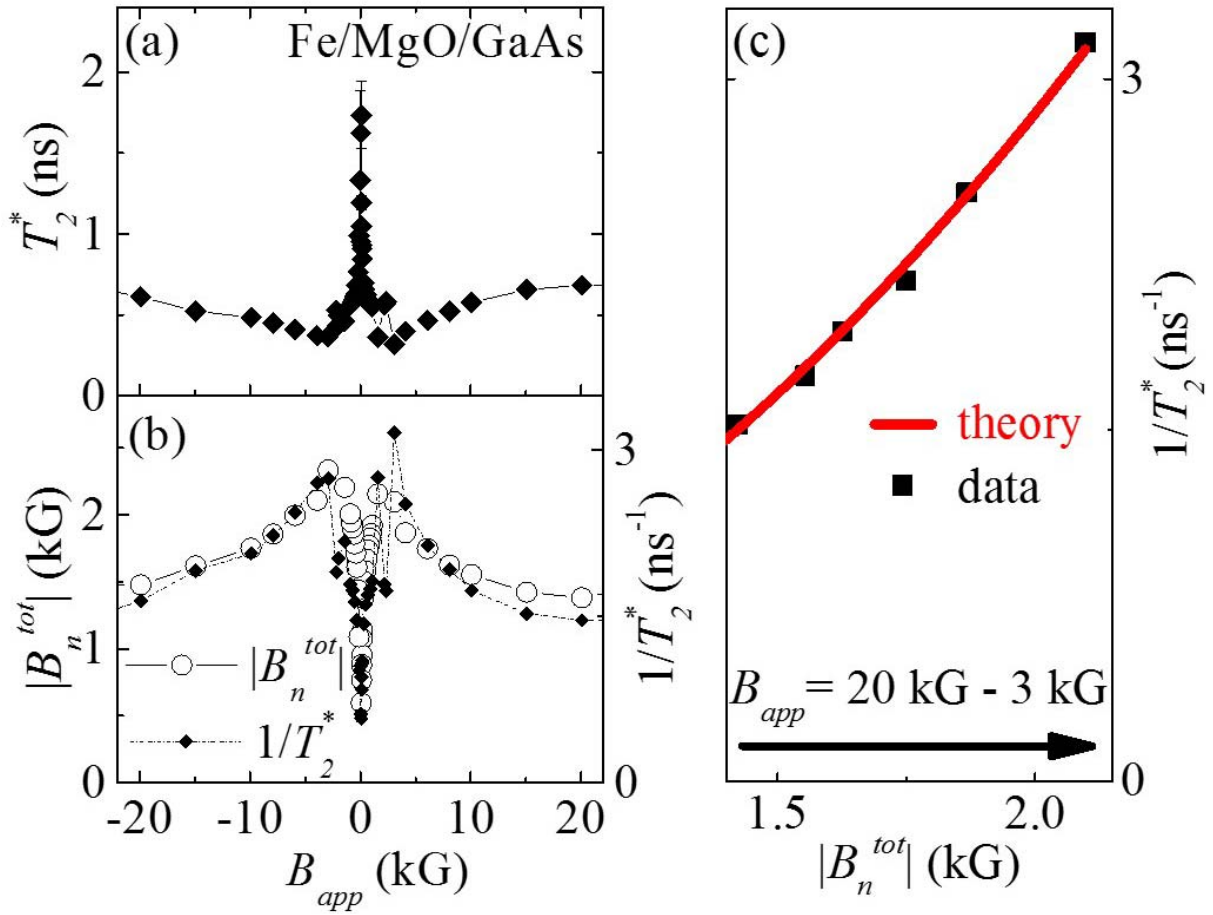 (a) Fe/MgO/GaAs
2
1
0
T₂* (ns)
(b)
2
1
0
|Bₙᵗᵒᵗ| (kG)
3
0
1/T₂* (ns⁻¹)
|Bₙᵗᵒᵗ|
1/T₂*
-20 -10 0 10 20
B_app (kG)
(c)
3
0
1/T₂* (ns⁻¹)
theory
data
B_app = 20 kG - 3 kG
1.5 2.0
|Bₙᵗᵒᵗ| (kG)